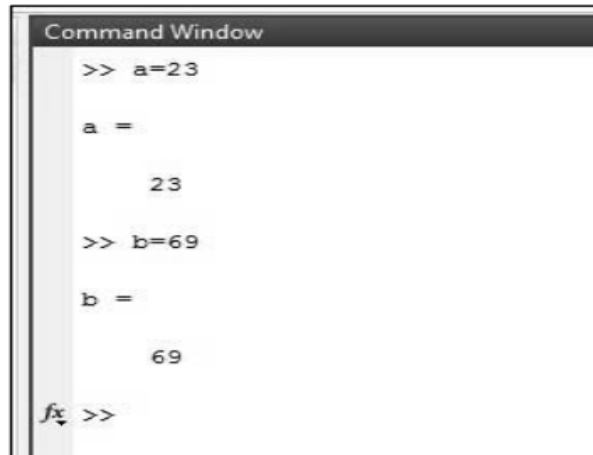 Command Window
>> a=23
a =
23
>> b=69
b =
69
fx >>